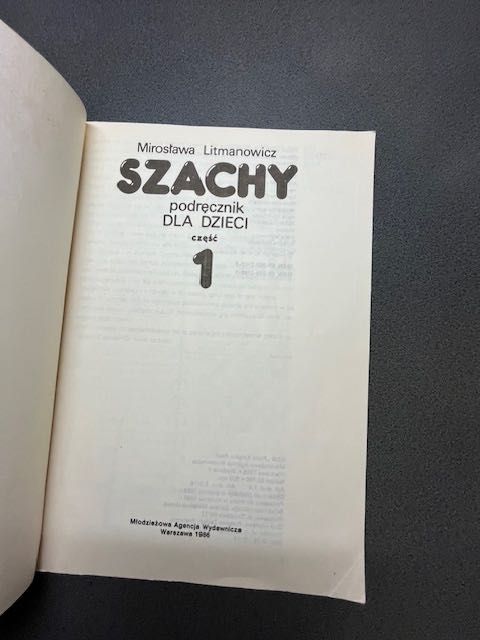 Mirosława Litmanowicz
SZACHY
podręcznik
DLA DZIECI
część
1
Młodzieżowa Agencja Wydawnicza
Warszawa 1986